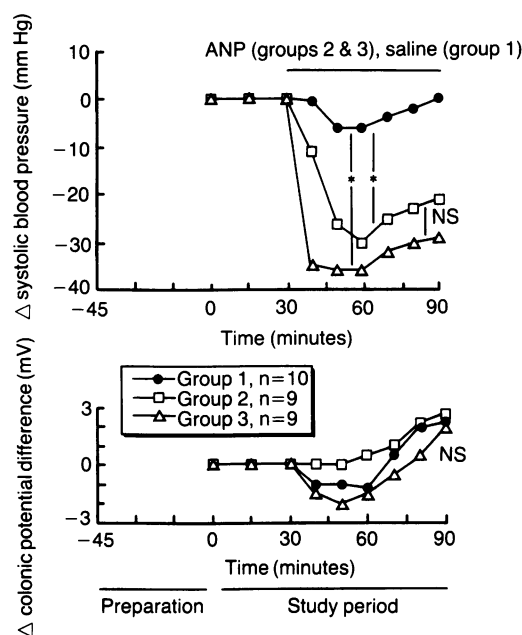 ANP (groups 2 & 3), saline (group 1)
△ systolic blood pressure (mm Hg)
10
0
−10
−20
−30
−40
*
*
NS
−45
0
30
60
90
Time (minutes)
△ colonic potential difference (mV)
Group 1, n=10
Group 2, n=9
Group 3, n=9
3
0
−3
NS
−45
0
30
60
90
Time (minutes)
Preparation
Study period